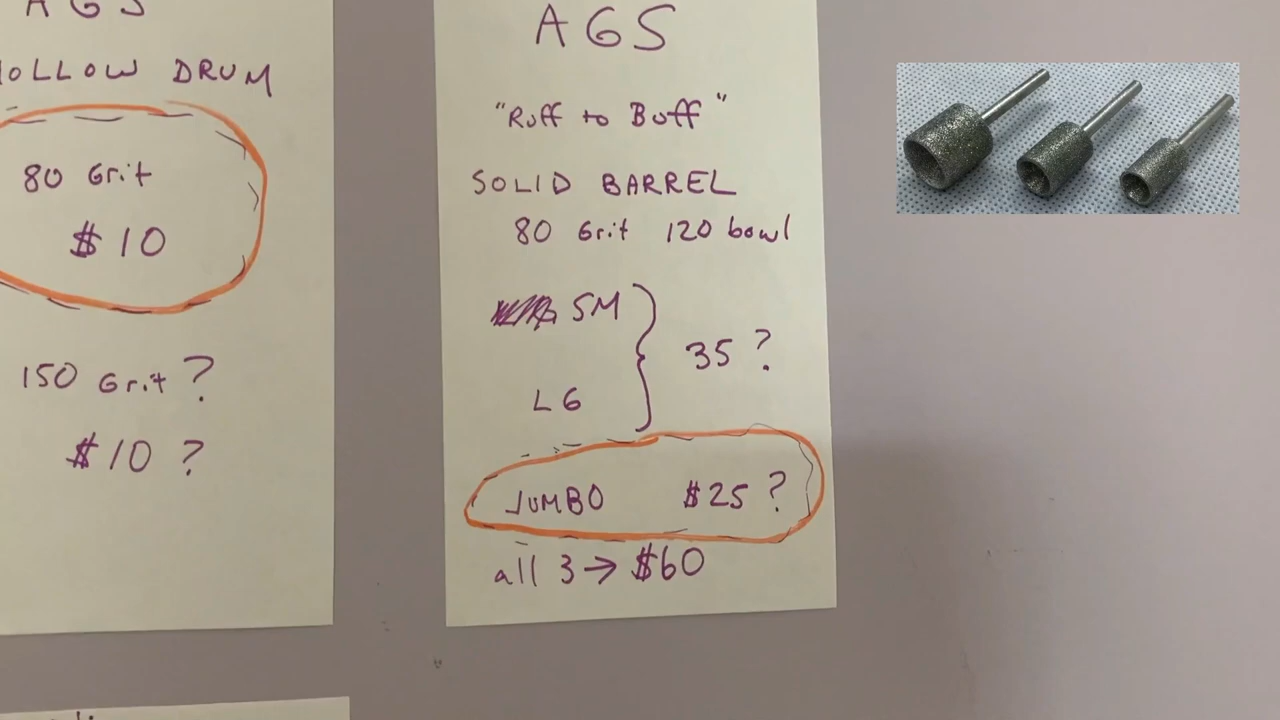 AGS
HOLLOW DRUM
80 Grit
$10
150 Grit ?
$10 ?
AGS
"Ruff to Buff"
SOLID BARREL
80 Grit 120 bowl
SM
LG
35 ?
JUMBO $25 ?
all 3 → $60